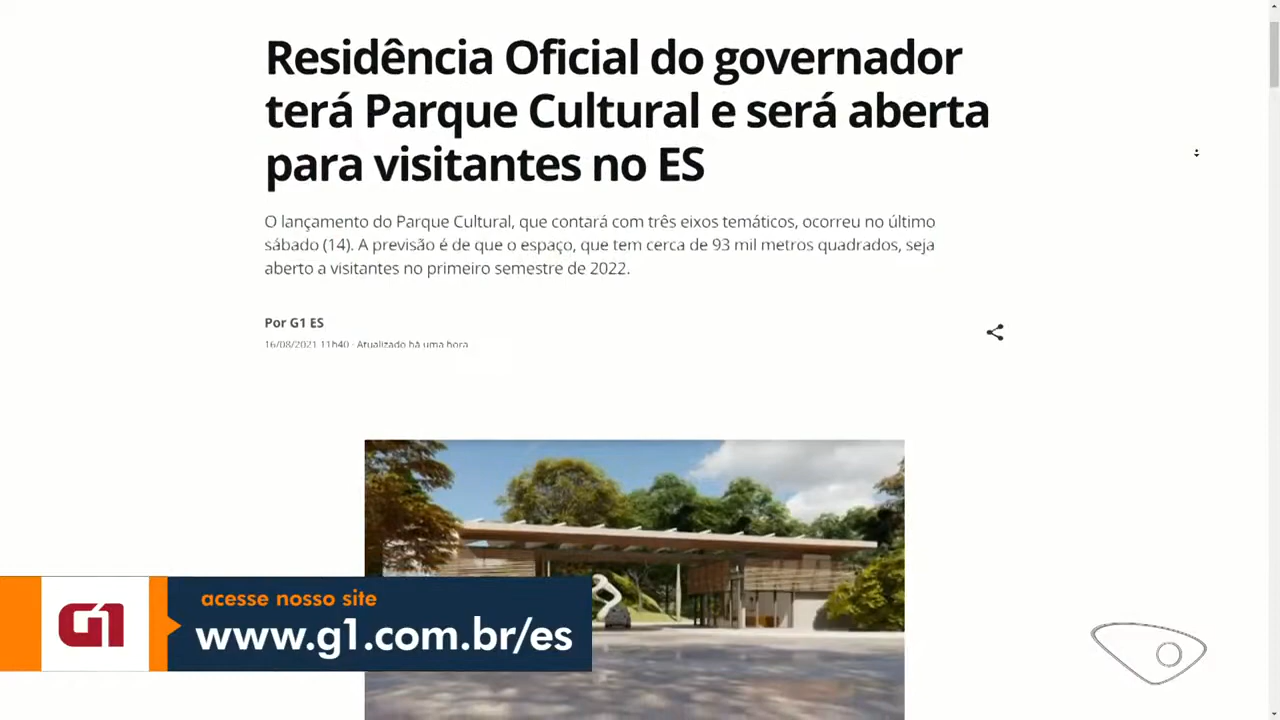 Residência Oficial do governador
terá Parque Cultural e será aberta
para visitantes no ES
O lançamento do Parque Cultural, que contará com três eixos temáticos, ocorreu no último
sábado (14). A previsão é de que o espaço, que tem cerca de 93 mil metros quadrados, seja
aberto a visitantes no primeiro semestre de 2022.
Por G1 ES
16/08/2021 11h40 · Atualizado há uma hora
G1
acesse nosso site
www.g1.com.br/es